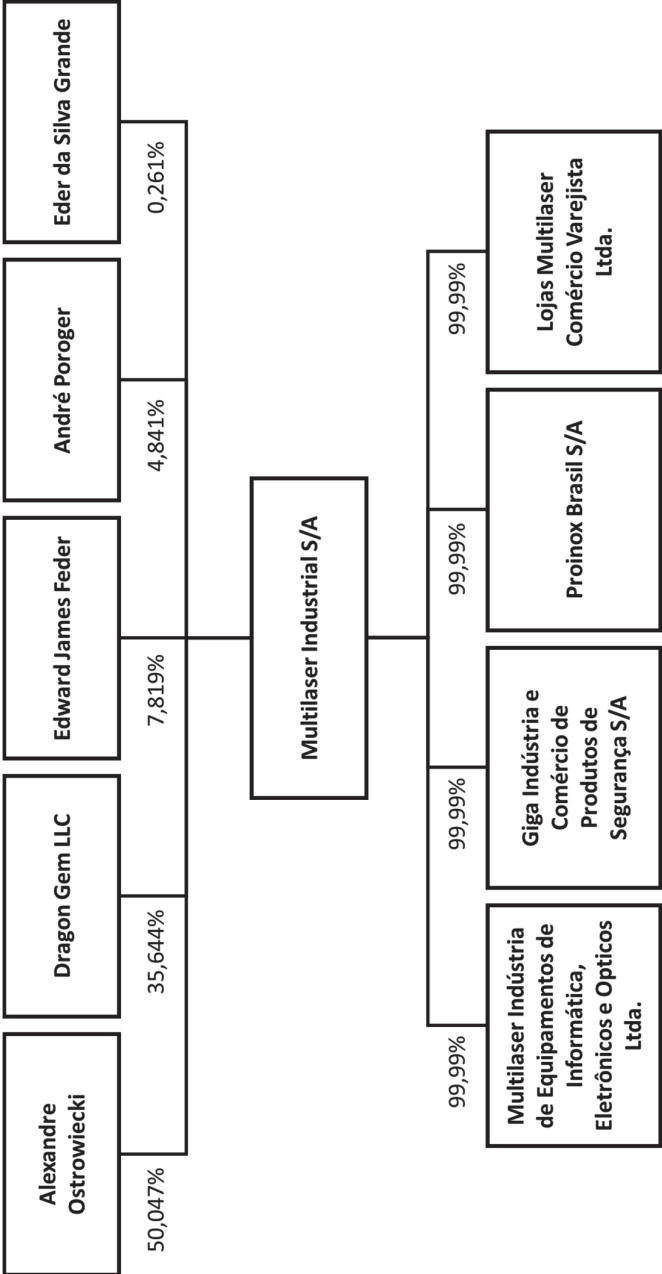 Alexandre
Ostrowiecki
Dragon Gem LLC
Edward James Feder
André Poroger
Eder da Silva Grande
50,047%
35,644%
7,819%
4,841%
0,261%
Multilaser Industrial S/A
99,99%
99,99%
99,99%
99,99%
Multilaser Indústria
de Equipamentos de
Informática,
Eletrônicos e Opticos
Ltda.
Giga Indústria e
Comércio de
Produtos de
Segurança S/A
Proinox Brasil S/A
Lojas Multilaser
Comércio Varejista
Ltda.